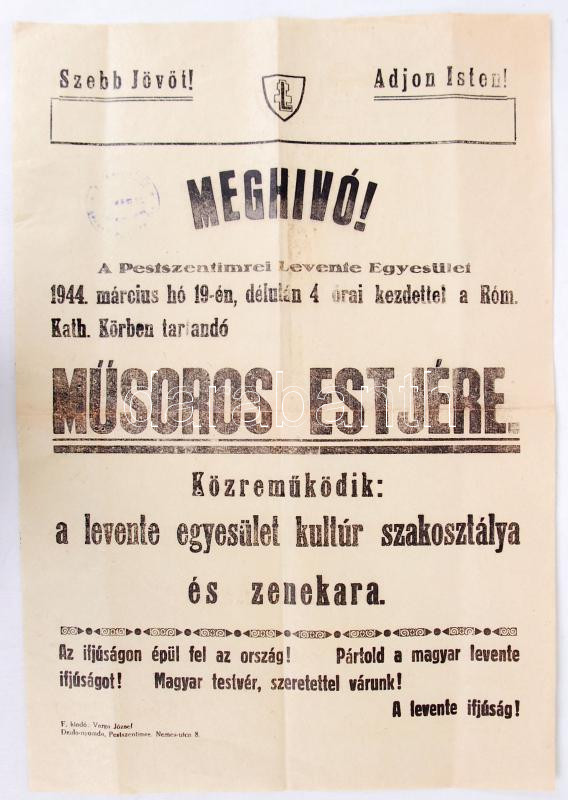 Szebb Jövőt!
Adjon Isten!
L
MEGHIVÓ!
A Pestszentimrei Levente Egyesület
1944. március hó 19-én, délután 4 órai kezdettel a Róm.
Kath. Körben tartandó
MŰSOROS ESTJÉRE.
Közreműködik:
a levente egyesület kultúr szakosztálya
és zenekara.
Az ifjúságon épül fel az ország! Pártold a magyar levente
ifjúságot! Magyar testvér, szeretettel várunk!
A levente ifjúság!
F. kiadó: Varga József
Pestszentimre, Nemes-utca 8.